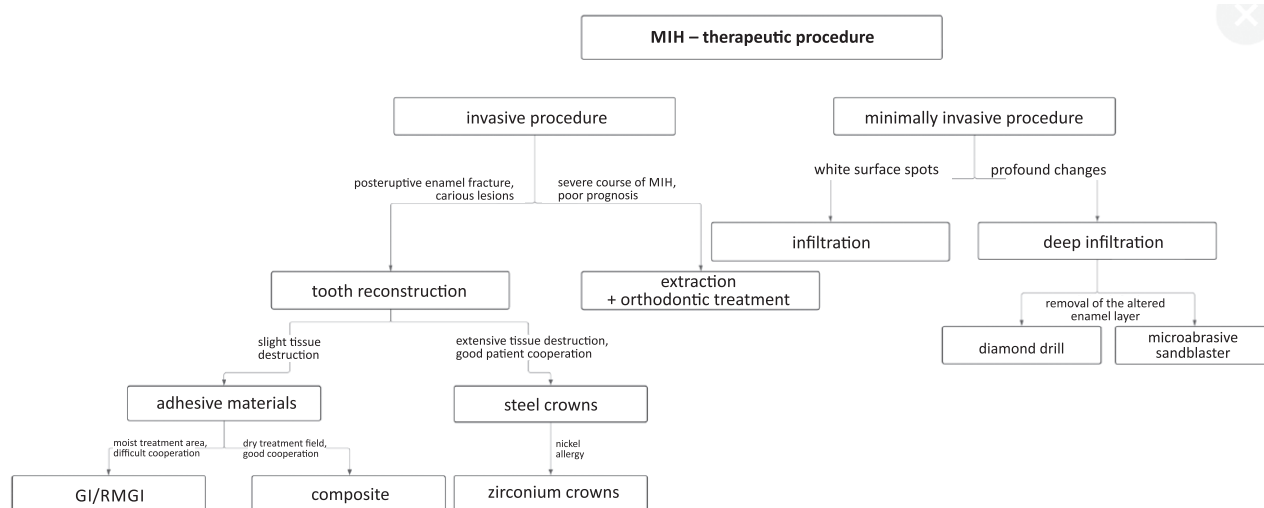 MIH – therapeutic procedure
invasive procedure
minimally invasive procedure
posteruptive enamel fracture,
carious lesions
severe course of MIH,
poor prognosis
white surface spots
profound changes
infiltration
deep infiltration
tooth reconstruction
extraction
+ orthodontic treatment
removal of the altered
enamel layer
diamond drill
microabrasive
sandblaster
slight tissue
destruction
extensive tissue destruction,
good patient cooperation
adhesive materials
steel crowns
moist treatment area,
difficult cooperation
dry treatment field,
good cooperation
nickel
allergy
GI/RMGI
composite
zirconium crowns